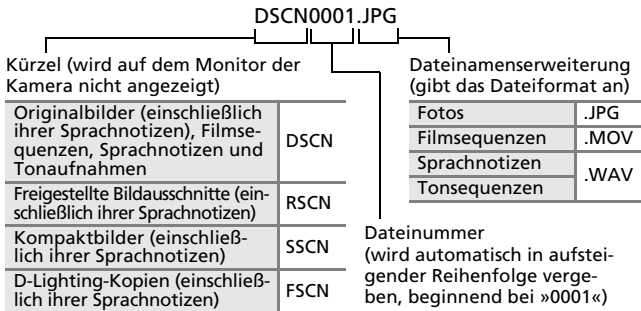 DSCN0001.JPG
Kürzel (wird auf dem Monitor der
Kamera nicht angezeigt)
Originalbilder (einschließlich
ihrer Sprachnotizen), Filmse-
quenzen, Sprachnotizen und
Tonaufnahmen
DSCN
Freigestellte Bildausschnitte (ein-
schließlich ihrer Sprachnotizen)
RSCN
Kompaktbilder (einschließ-
lich ihrer Sprachnotizen)
SSCN
D-Lighting-Kopien (einschließ-
lich ihrer Sprachnotizen)
FSCN
Dateinamenserweiterung
(gibt das Dateiformat an)
Fotos .JPG
Filmsequenzen .MOV
Sprachnotizen
.WAV
Tonsequenzen
Dateinummer
(wird automatisch in aufstei-
gender Reihenfolge verge-
ben, beginnend bei »0001«)